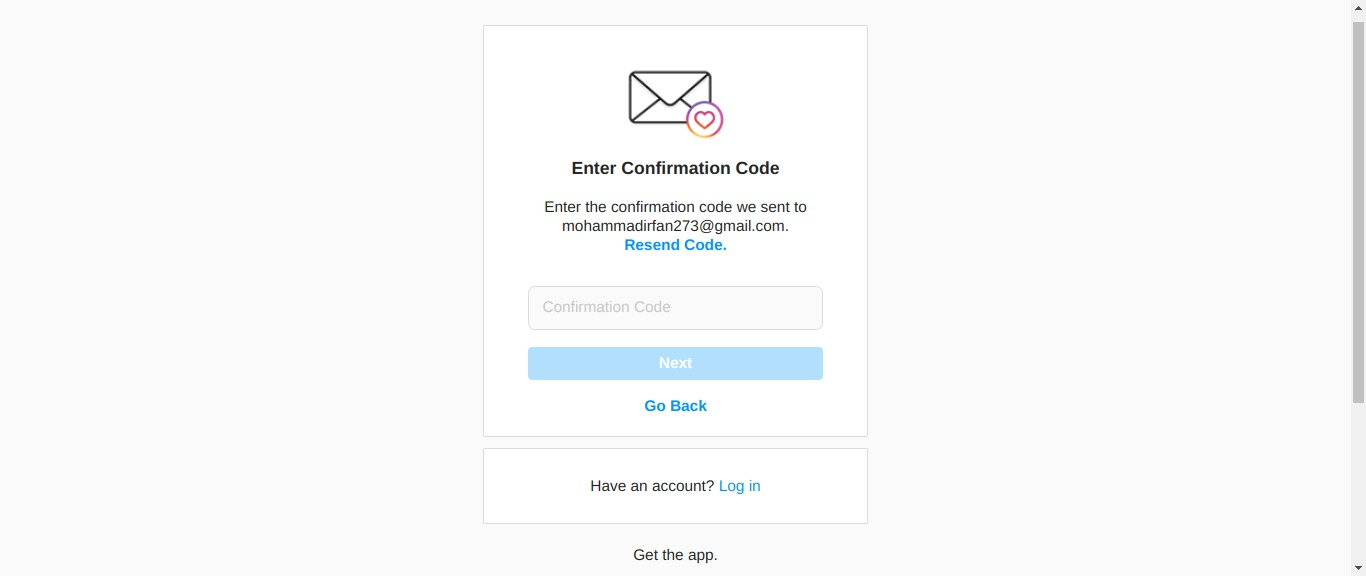 Enter Confirmation Code
Enter the confirmation code we sent to
mohammadirfan273@gmail.com.
Resend Code.
Confirmation Code
Next
Go Back
Have an account? Log in
Get the app.